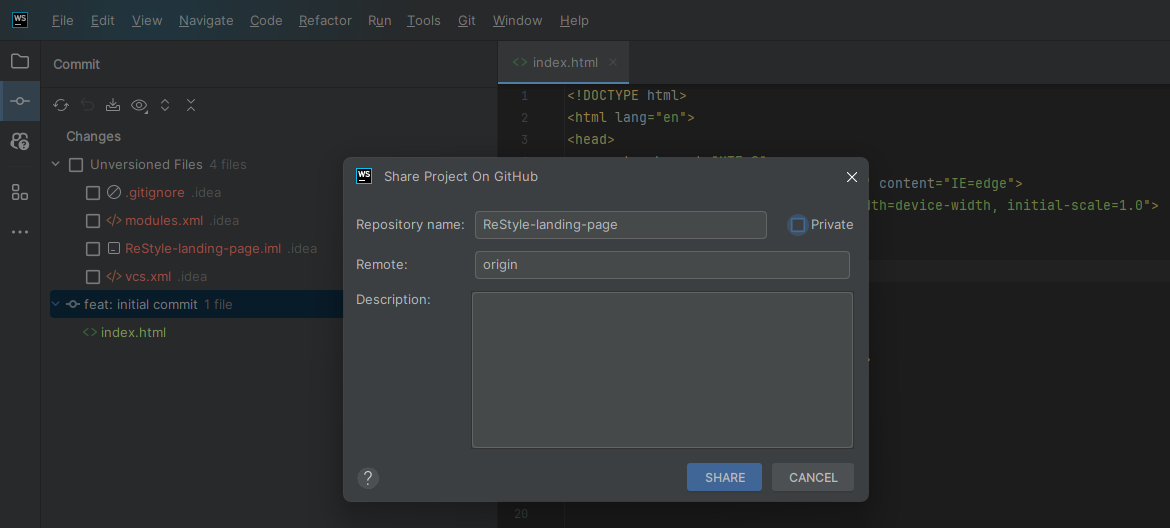 WS File Edit View Navigate Code Refactor Run Tools Git Window Help
Commit
Changes
Unversioned Files 4 files
.gitignore .idea
modules.xml .idea
ReStyle-landing-page.iml .idea
vcs.xml .idea
feat: initial commit 1 file
index.html
index.html
1 <!DOCTYPE html>
2 <html lang="en">
3 <head>
content="IE=edge">
=device-width, initial-scale=1.0">
20
WS Share Project On GitHub
Repository name: ReStyle-landing-page Private
Remote: origin
Description:
? SHARE CANCEL